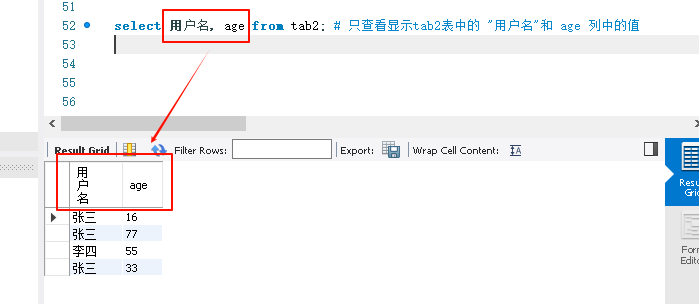 51
52 select 用户名, age from tab2; # 只查看显示tab2表中的 "用户名"和 age 列中的值
53
54
55
56
Result Grid Filter Rows: Export: Wrap Cell Content:
用户名 age
张三 16
张三 77
李四 55
张三 33
Resu
Gri
For
Edit